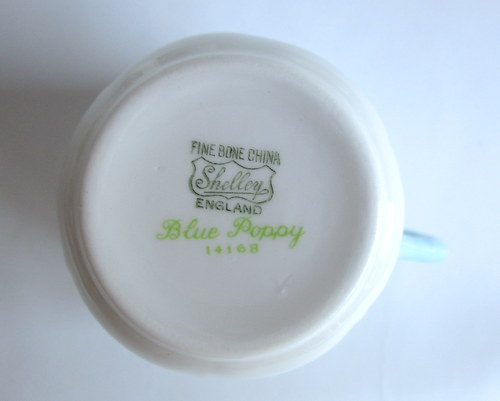 FINE BONE CHINA
Shelley
ENGLAND
Blue Poppy
14168